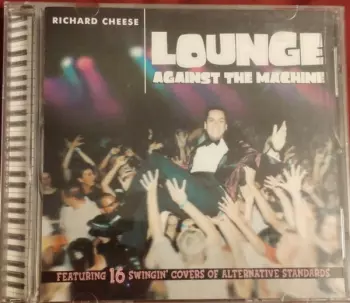 RICHARD CHEESE
LOUNGE
AGAINST THE MACHINE
FEATURING 16 SWINGIN' COVERS OF ALTERNATIVE STANDARDS